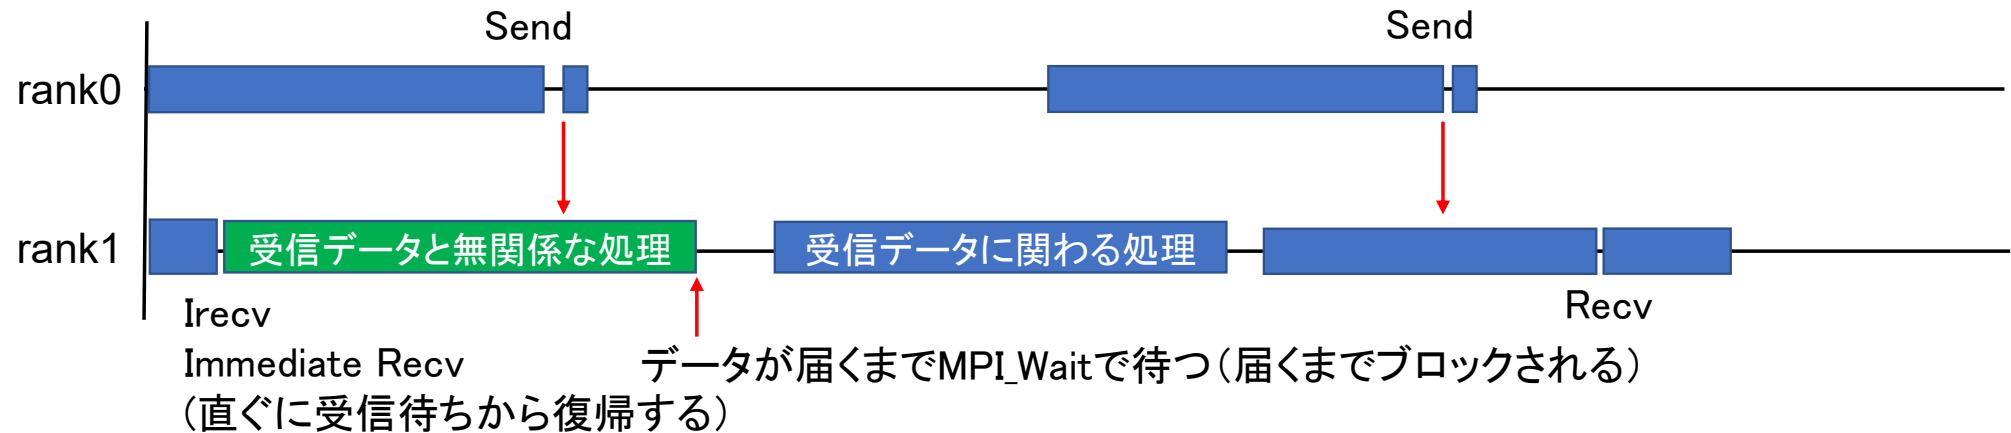 Send
Send
rank0
rank1
受信データと無関係な処理
受信データに関わる処理
Irecv
Immediate Recv
(直ぐに受信待ちから復帰する)
Recv
データが届くまでMPI_Waitで待つ(届くまでブロックされる)